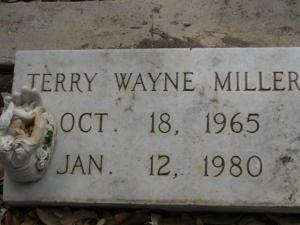 TERRY WAYNE MILLER
OCT. 18, 1965
JAN. 12, 1980